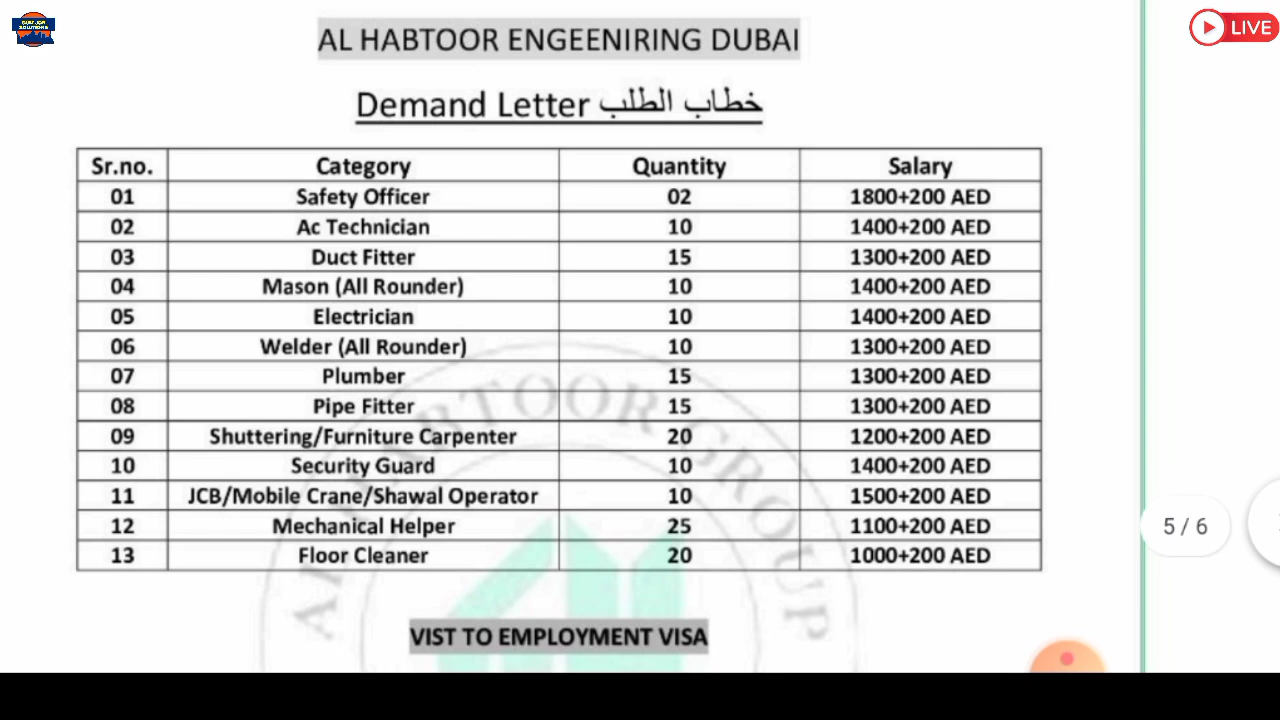 GULF JOB
SOLUTIONS
LIVE
AL HABTOOR ENGEENIRING DUBAI
Demand Letter خطاب الطلب
Sr.no. Category Quantity Salary
01 Safety Officer 02 1800+200 AED
02 Ac Technician 10 1400+200 AED
03 Duct Fitter 15 1300+200 AED
04 Mason (All Rounder) 10 1400+200 AED
05 Electrician 10 1400+200 AED
06 Welder (All Rounder) 10 1300+200 AED
07 Plumber 15 1300+200 AED
08 Pipe Fitter 15 1300+200 AED
09 Shuttering/Furniture Carpenter 20 1200+200 AED
10 Security Guard 10 1400+200 AED
11 JCB/Mobile Crane/Shawal Operator 10 1500+200 AED
12 Mechanical Helper 25 1100+200 AED
13 Floor Cleaner 20 1000+200 AED
AL HABTOOR GROUP
5 / 6
VIST TO EMPLOYMENT VISA